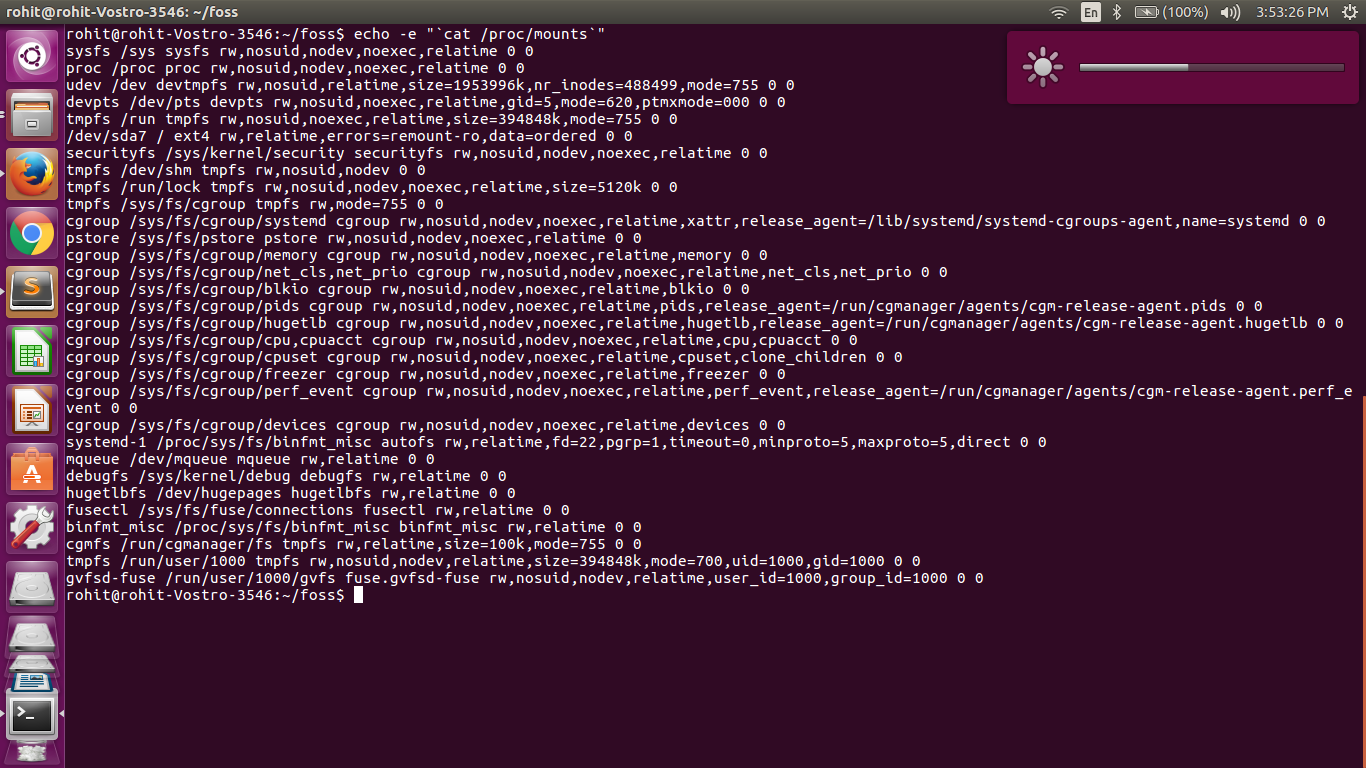 rohit@rohit-Vostro-3546: ~/foss
En
(100%)
3:53:26 PM
rohit@rohit-Vostro-3546:~/foss$ echo -e "`cat /proc/mounts`"
sysfs /sys sysfs rw,nosuid,nodev,noexec,relatime 0 0
proc /proc proc rw,nosuid,nodev,noexec,relatime 0 0
udev /dev devtmpfs rw,nosuid,relatime,size=1953996k,nr_inodes=488499,mode=755 0 0
devpts /dev/pts devpts rw,nosuid,noexec,relatime,gid=5,mode=620,ptmxmode=000 0 0
tmpfs /run tmpfs rw,nosuid,noexec,relatime,size=394848k,mode=755 0 0
/dev/sda7 / ext4 rw,relatime,errors=remount-ro,data=ordered 0 0
securityfs /sys/kernel/security securityfs rw,nosuid,nodev,noexec,relatime 0 0
tmpfs /dev/shm tmpfs rw,nosuid,nodev 0 0
tmpfs /run/lock tmpfs rw,nosuid,nodev,noexec,relatime,size=5120k 0 0
tmpfs /sys/fs/cgroup tmpfs rw,mode=755 0 0
cgroup /sys/fs/cgroup/systemd cgroup rw,nosuid,nodev,noexec,relatime,xattr,release_agent=/lib/systemd/systemd-cgroups-agent,name=systemd 0 0
pstore /sys/fs/pstore pstore rw,nosuid,nodev,noexec,relatime 0 0
cgroup /sys/fs/cgroup/memory cgroup rw,nosuid,nodev,noexec,relatime,memory 0 0
cgroup /sys/fs/cgroup/net_cls,net_prio cgroup rw,nosuid,nodev,noexec,relatime,net_cls,net_prio 0 0
cgroup /sys/fs/cgroup/blkio cgroup rw,nosuid,nodev,noexec,relatime,blkio 0 0
cgroup /sys/fs/cgroup/pids cgroup rw,nosuid,nodev,noexec,relatime,pids,release_agent=/run/cgmanager/agents/cgm-release-agent.pids 0 0
cgroup /sys/fs/cgroup/hugetlb cgroup rw,nosuid,nodev,noexec,relatime,hugetlb,release_agent=/run/cgmanager/agents/cgm-release-agent.hugetlb 0 0
cgroup /sys/fs/cgroup/cpu,cpuacct cgroup rw,nosuid,nodev,noexec,relatime,cpu,cpuacct 0 0
cgroup /sys/fs/cgroup/cpuset cgroup rw,nosuid,nodev,noexec,relatime,cpuset,clone_children 0 0
cgroup /sys/fs/cgroup/freezer cgroup rw,nosuid,nodev,noexec,relatime,freezer 0 0
cgroup /sys/fs/cgroup/perf_event cgroup rw,nosuid,nodev,noexec,relatime,perf_event,release_agent=/run/cgmanager/agents/cgm-release-agent.perf_e
vent 0 0
cgroup /sys/fs/cgroup/devices cgroup rw,nosuid,nodev,noexec,relatime,devices 0 0
systemd-1 /proc/sys/fs/binfmt_misc autofs rw,relatime,fd=22,pgrp=1,timeout=0,minproto=5,maxproto=5,direct 0 0
mqueue /dev/mqueue mqueue rw,relatime 0 0
debugfs /sys/kernel/debug debugfs rw,relatime 0 0
hugetlbfs /dev/hugepages hugetlbfs rw,relatime 0 0
fusectl /sys/fs/fuse/connections fusectl rw,relatime 0 0
binfmt_misc /proc/sys/fs/binfmt_misc binfmt_misc rw,relatime 0 0
cgmfs /run/cgmanager/fs tmpfs rw,relatime,size=100k,mode=755 0 0
tmpfs /run/user/1000 tmpfs rw,nosuid,nodev,relatime,size=394848k,mode=700,uid=1000,gid=1000 0 0
gvfsd-fuse /run/user/1000/gvfs fuse.gvfsd-fuse rw,nosuid,nodev,relatime,user_id=1000,group_id=1000 0 0
rohit@rohit-Vostro-3546:~/foss$